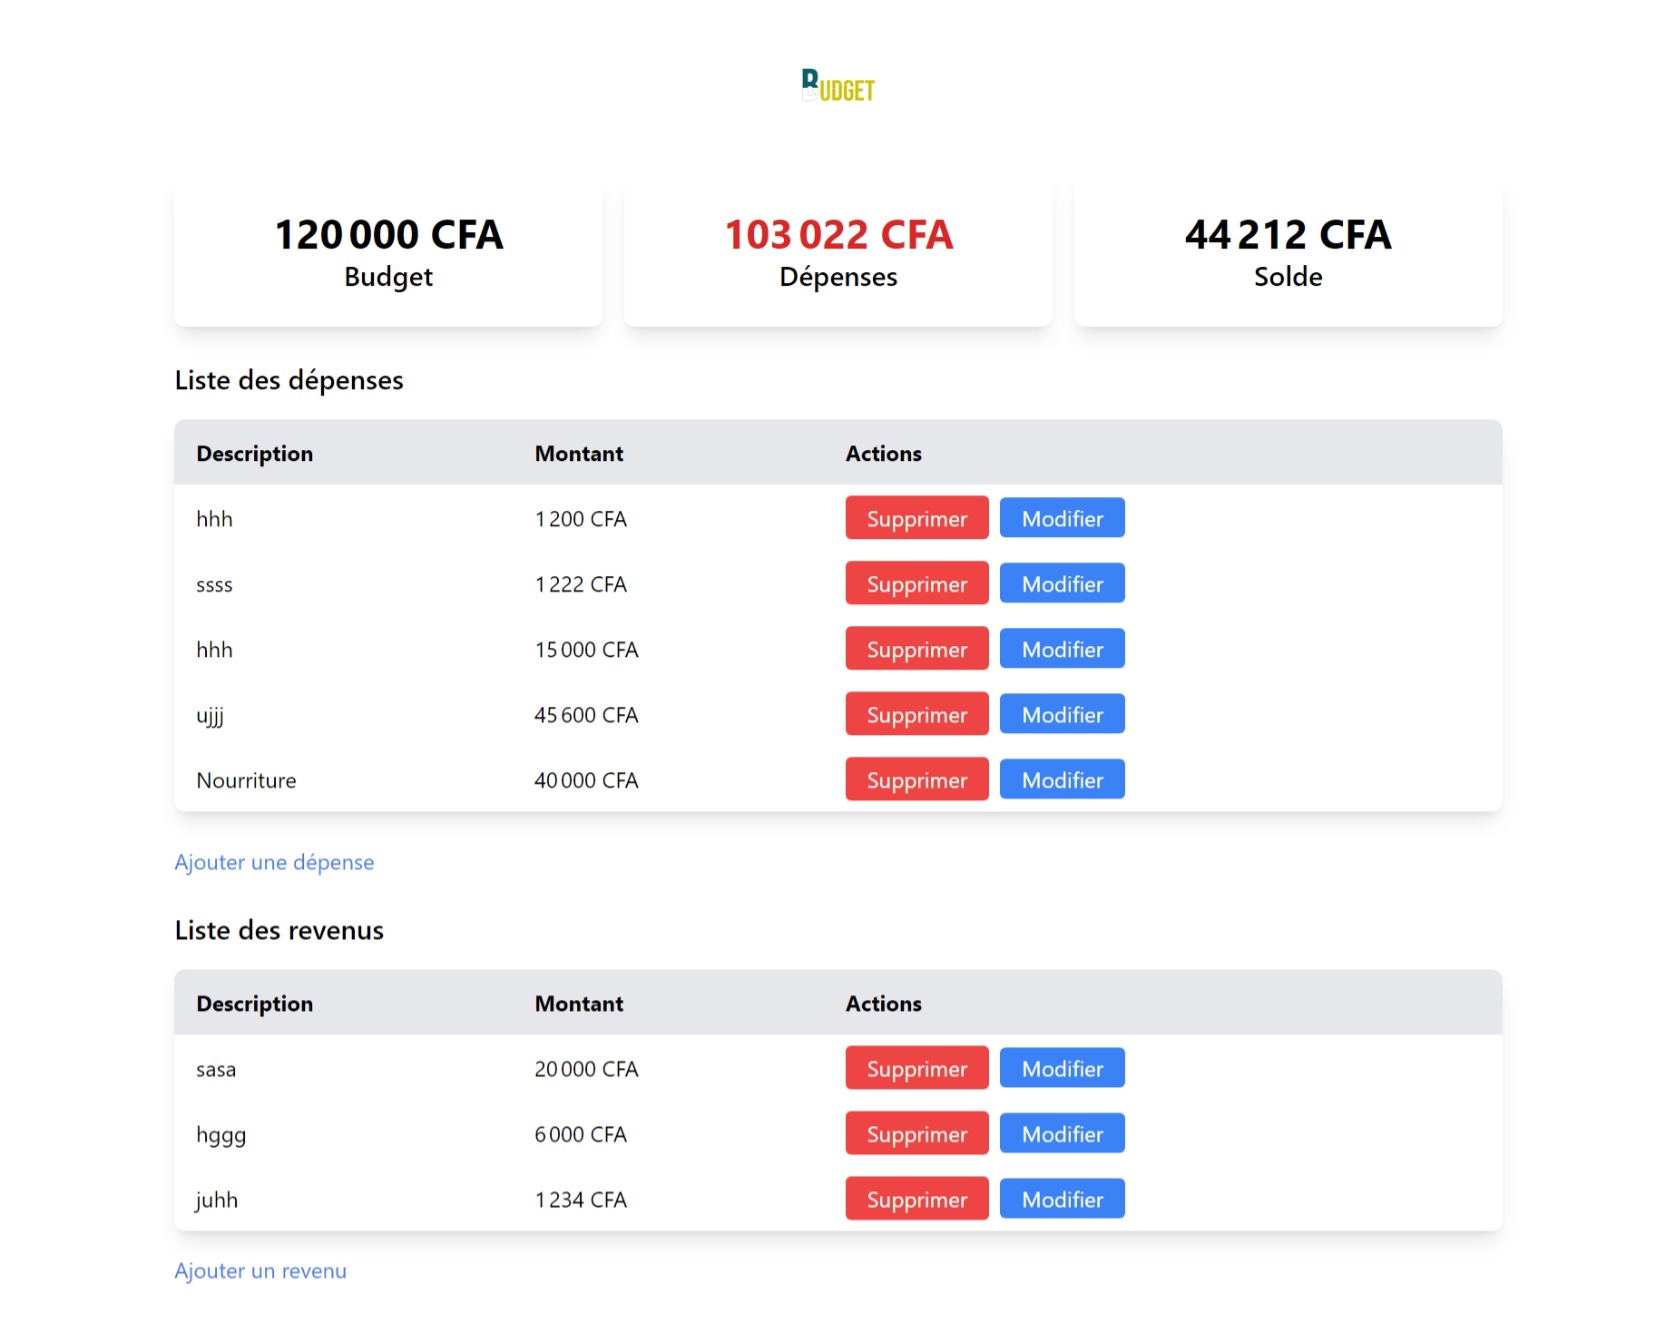 BUDGET
120 000 CFA
Budget
103 022 CFA
Dépenses
44 212 CFA
Solde
Liste des dépenses
Description Montant Actions
hhh 1 200 CFA Supprimer Modifier
ssss 1 222 CFA Supprimer Modifier
hhh 15 000 CFA Supprimer Modifier
ujjj 45 600 CFA Supprimer Modifier
Nourriture 40 000 CFA Supprimer Modifier
Ajouter une dépense
Liste des revenus
Description Montant Actions
sasa 20 000 CFA Supprimer Modifier
hggg 6 000 CFA Supprimer Modifier
juhh 1 234 CFA Supprimer Modifier
Ajouter un revenu